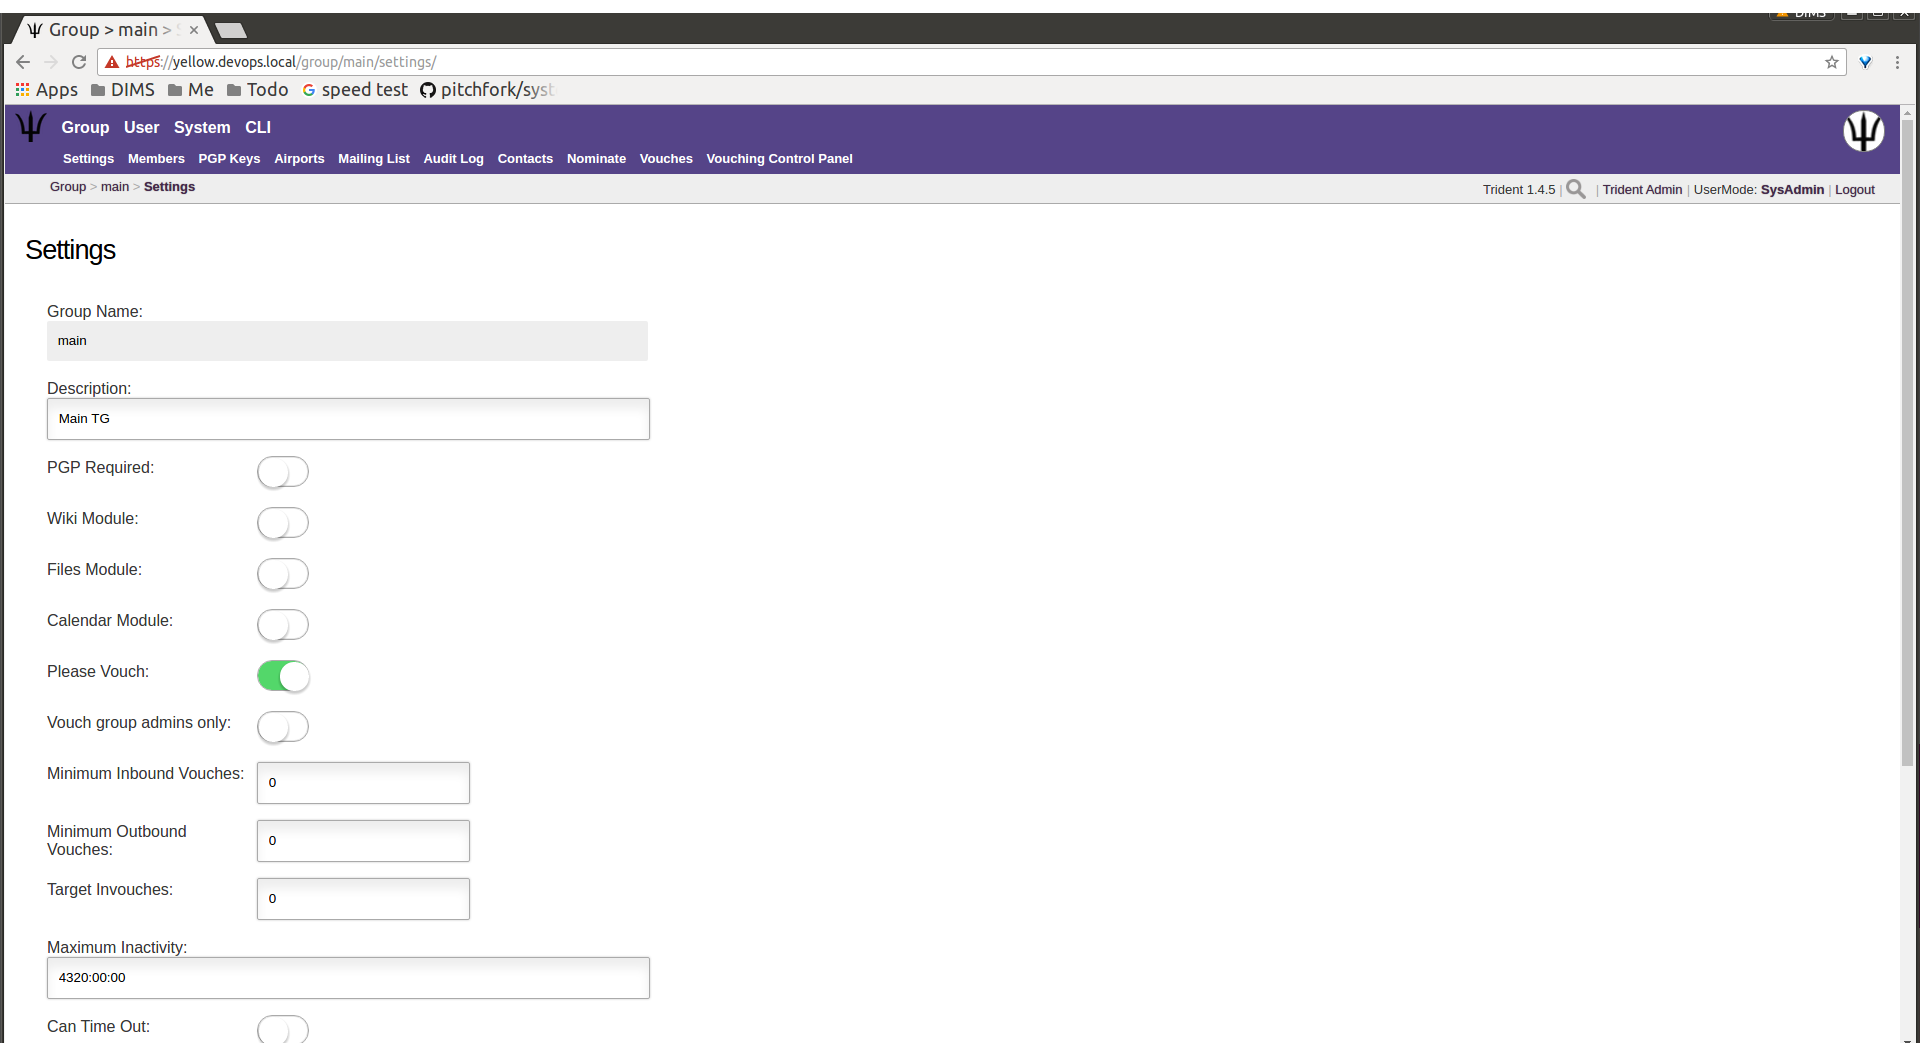 DIMS
Group > main >
https://yellow.devops.local/group/main/settings/
Apps DIMS Me Todo speed test pitchfork/syst
Group User System CLI
Settings Members PGP Keys Airports Mailing List Audit Log Contacts Nominate Vouches Vouching Control Panel
Group > main > Settings
Trident 1.4.5 | | Trident Admin | UserMode: SysAdmin | Logout
Settings
Group Name:
main
Description:
Main TG
PGP Required:
Wiki Module:
Files Module:
Calendar Module:
Please Vouch:
Vouch group admins only:
Minimum Inbound Vouches:
0
Minimum Outbound
Vouches:
0
Target Invouches:
0
Maximum Inactivity:
4320:00:00
Can Time Out: